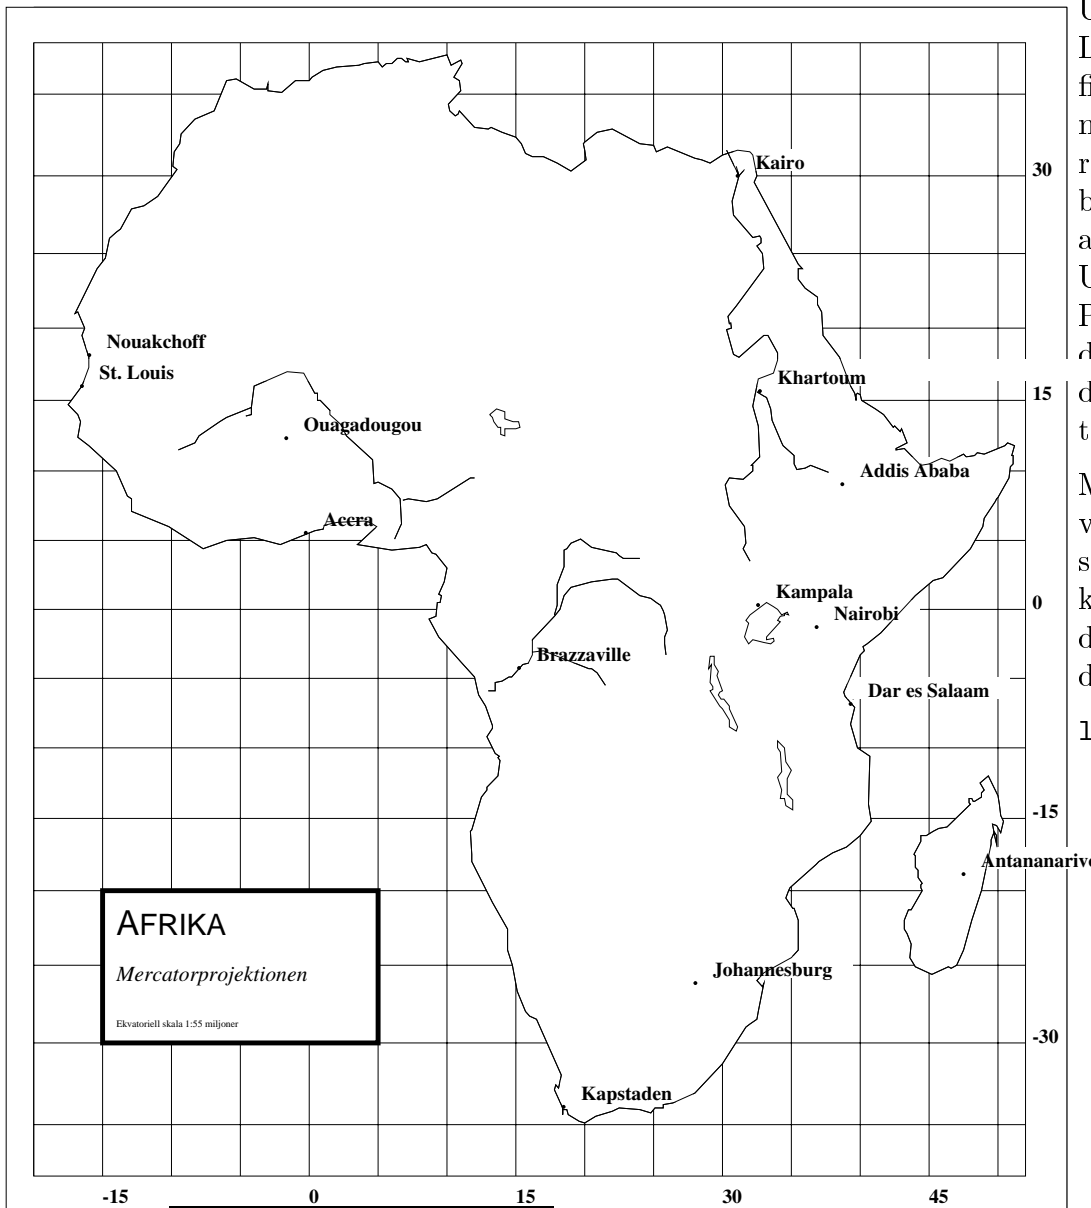 Kairo
30
Nouakchoff
St. Louis
Khartoum
15
Ouagadougou
Addis Ababa
Accra
Kampala
0
Nairobi
Brazzaville
Dar es Salaam
-15
Antananarivo
AFRIKA
Mercatorprojektionen
Johannesburg
Ekvatoriell skala 1:55 miljoner
-30
Kapstaden
-15 0 15 30 45